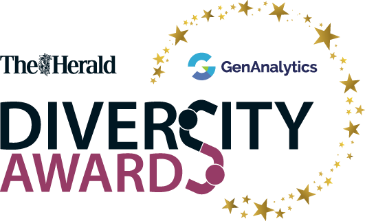 The Herald
GenAnalytics
DIVERSITY
AWARDS